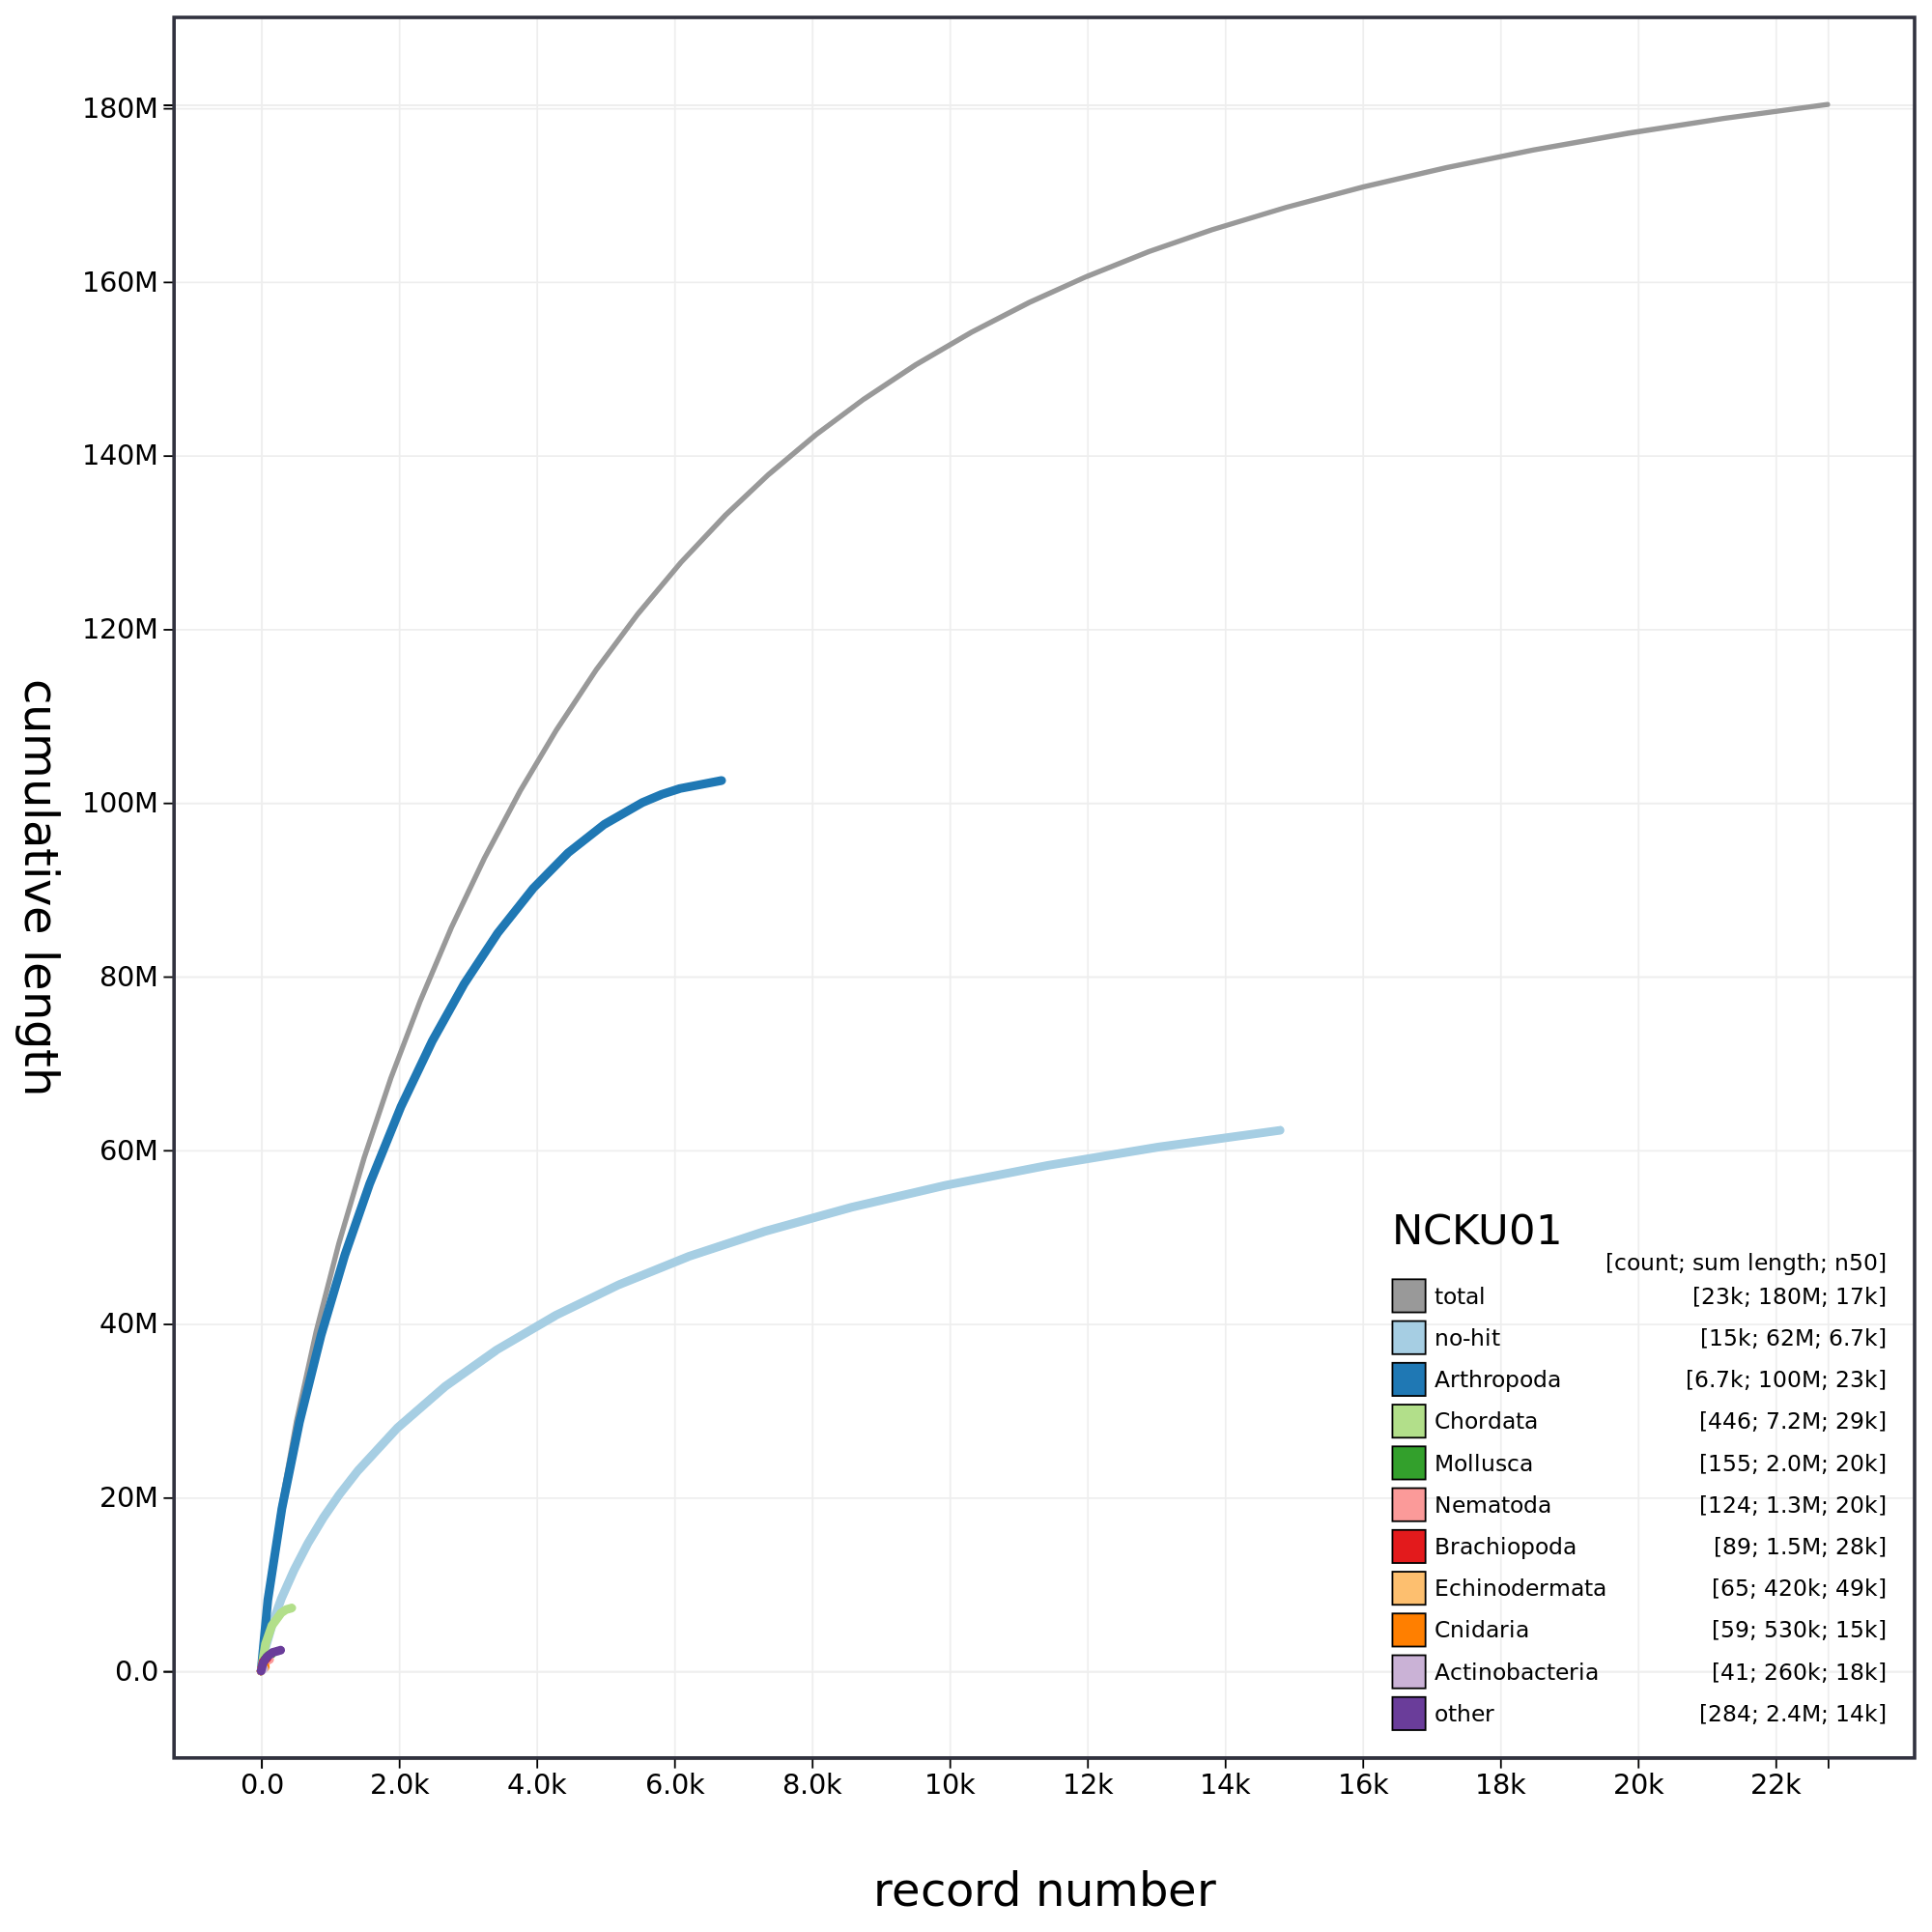 180M
160M
140M
120M
100M
80M
60M
40M
20M
0.0
cumulative length
NCKU01
[count; sum length; n50]
total [23k; 180M; 17k]
no-hit [15k; 62M; 6.7k]
Arthropoda [6.7k; 100M; 23k]
Chordata [446; 7.2M; 29k]
Mollusca [155; 2.0M; 20k]
Nematoda [124; 1.3M; 20k]
Brachiopoda [89; 1.5M; 28k]
Echinodermata [65; 420k; 49k]
Cnidaria [59; 530k; 15k]
Actinobacteria [41; 260k; 18k]
other [284; 2.4M; 14k]
0.0 2.0k 4.0k 6.0k 8.0k 10k 12k 14k 16k 18k 20k 22k
record number